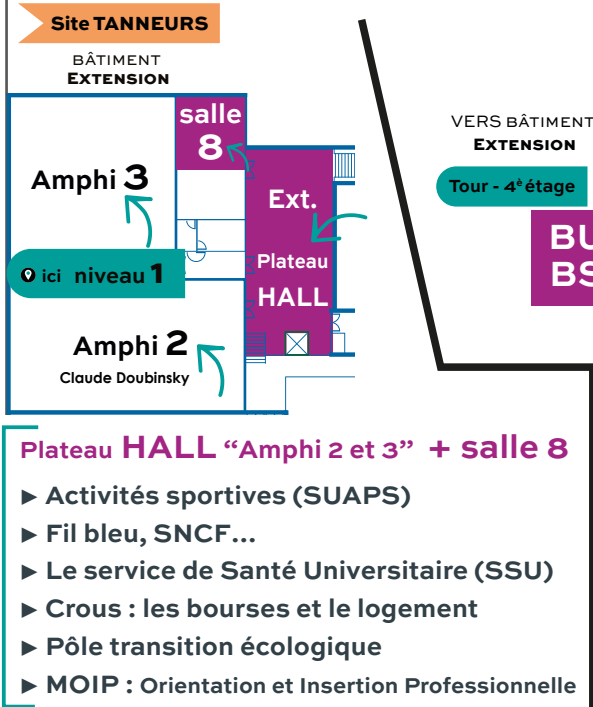 Site TANNEURS
BÂTIMENT
EXTENSION
salle
8
Amphi 3
Ext.
Plateau
HALL
ici niveau 1
Amphi 2
Claude Doubinsky
VERS BÂTIMENT
EXTENSION
Tour - 4è étage
BU
BS
Plateau HALL “Amphi 2 et 3” + salle 8
► Activités sportives (SUAPS)
► Fil bleu, SNCF...
► Le service de Santé Universitaire (SSU)
► Crous : les bourses et le logement
► Pôle transition écologique
► MOIP : Orientation et Insertion Professionnelle